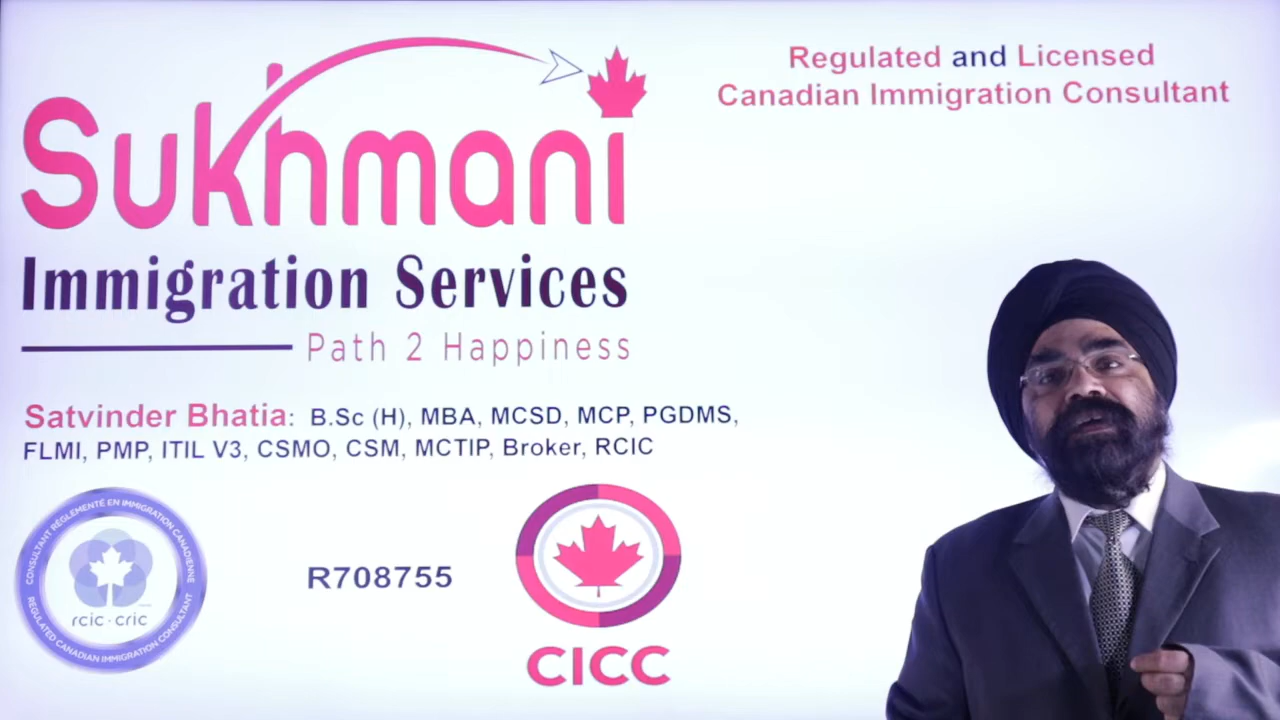 Sukhmani
Immigration Services
Path 2 Happiness
Regulated and Licensed
Canadian Immigration Consultant
Satvinder Bhatia: B.Sc (H), MBA, MCSD, MCP, PGDMS,
FLMI, PMP, ITIL V3, CSMO, CSM, MCTIP, Broker, RCIC
CONSULTANT RÉGLEMENTÉ EN IMMIGRATION CANADIENNE
rcic·cric
REGULATED CANADIAN IMMIGRATION CONSULTANT
R708755
CICC